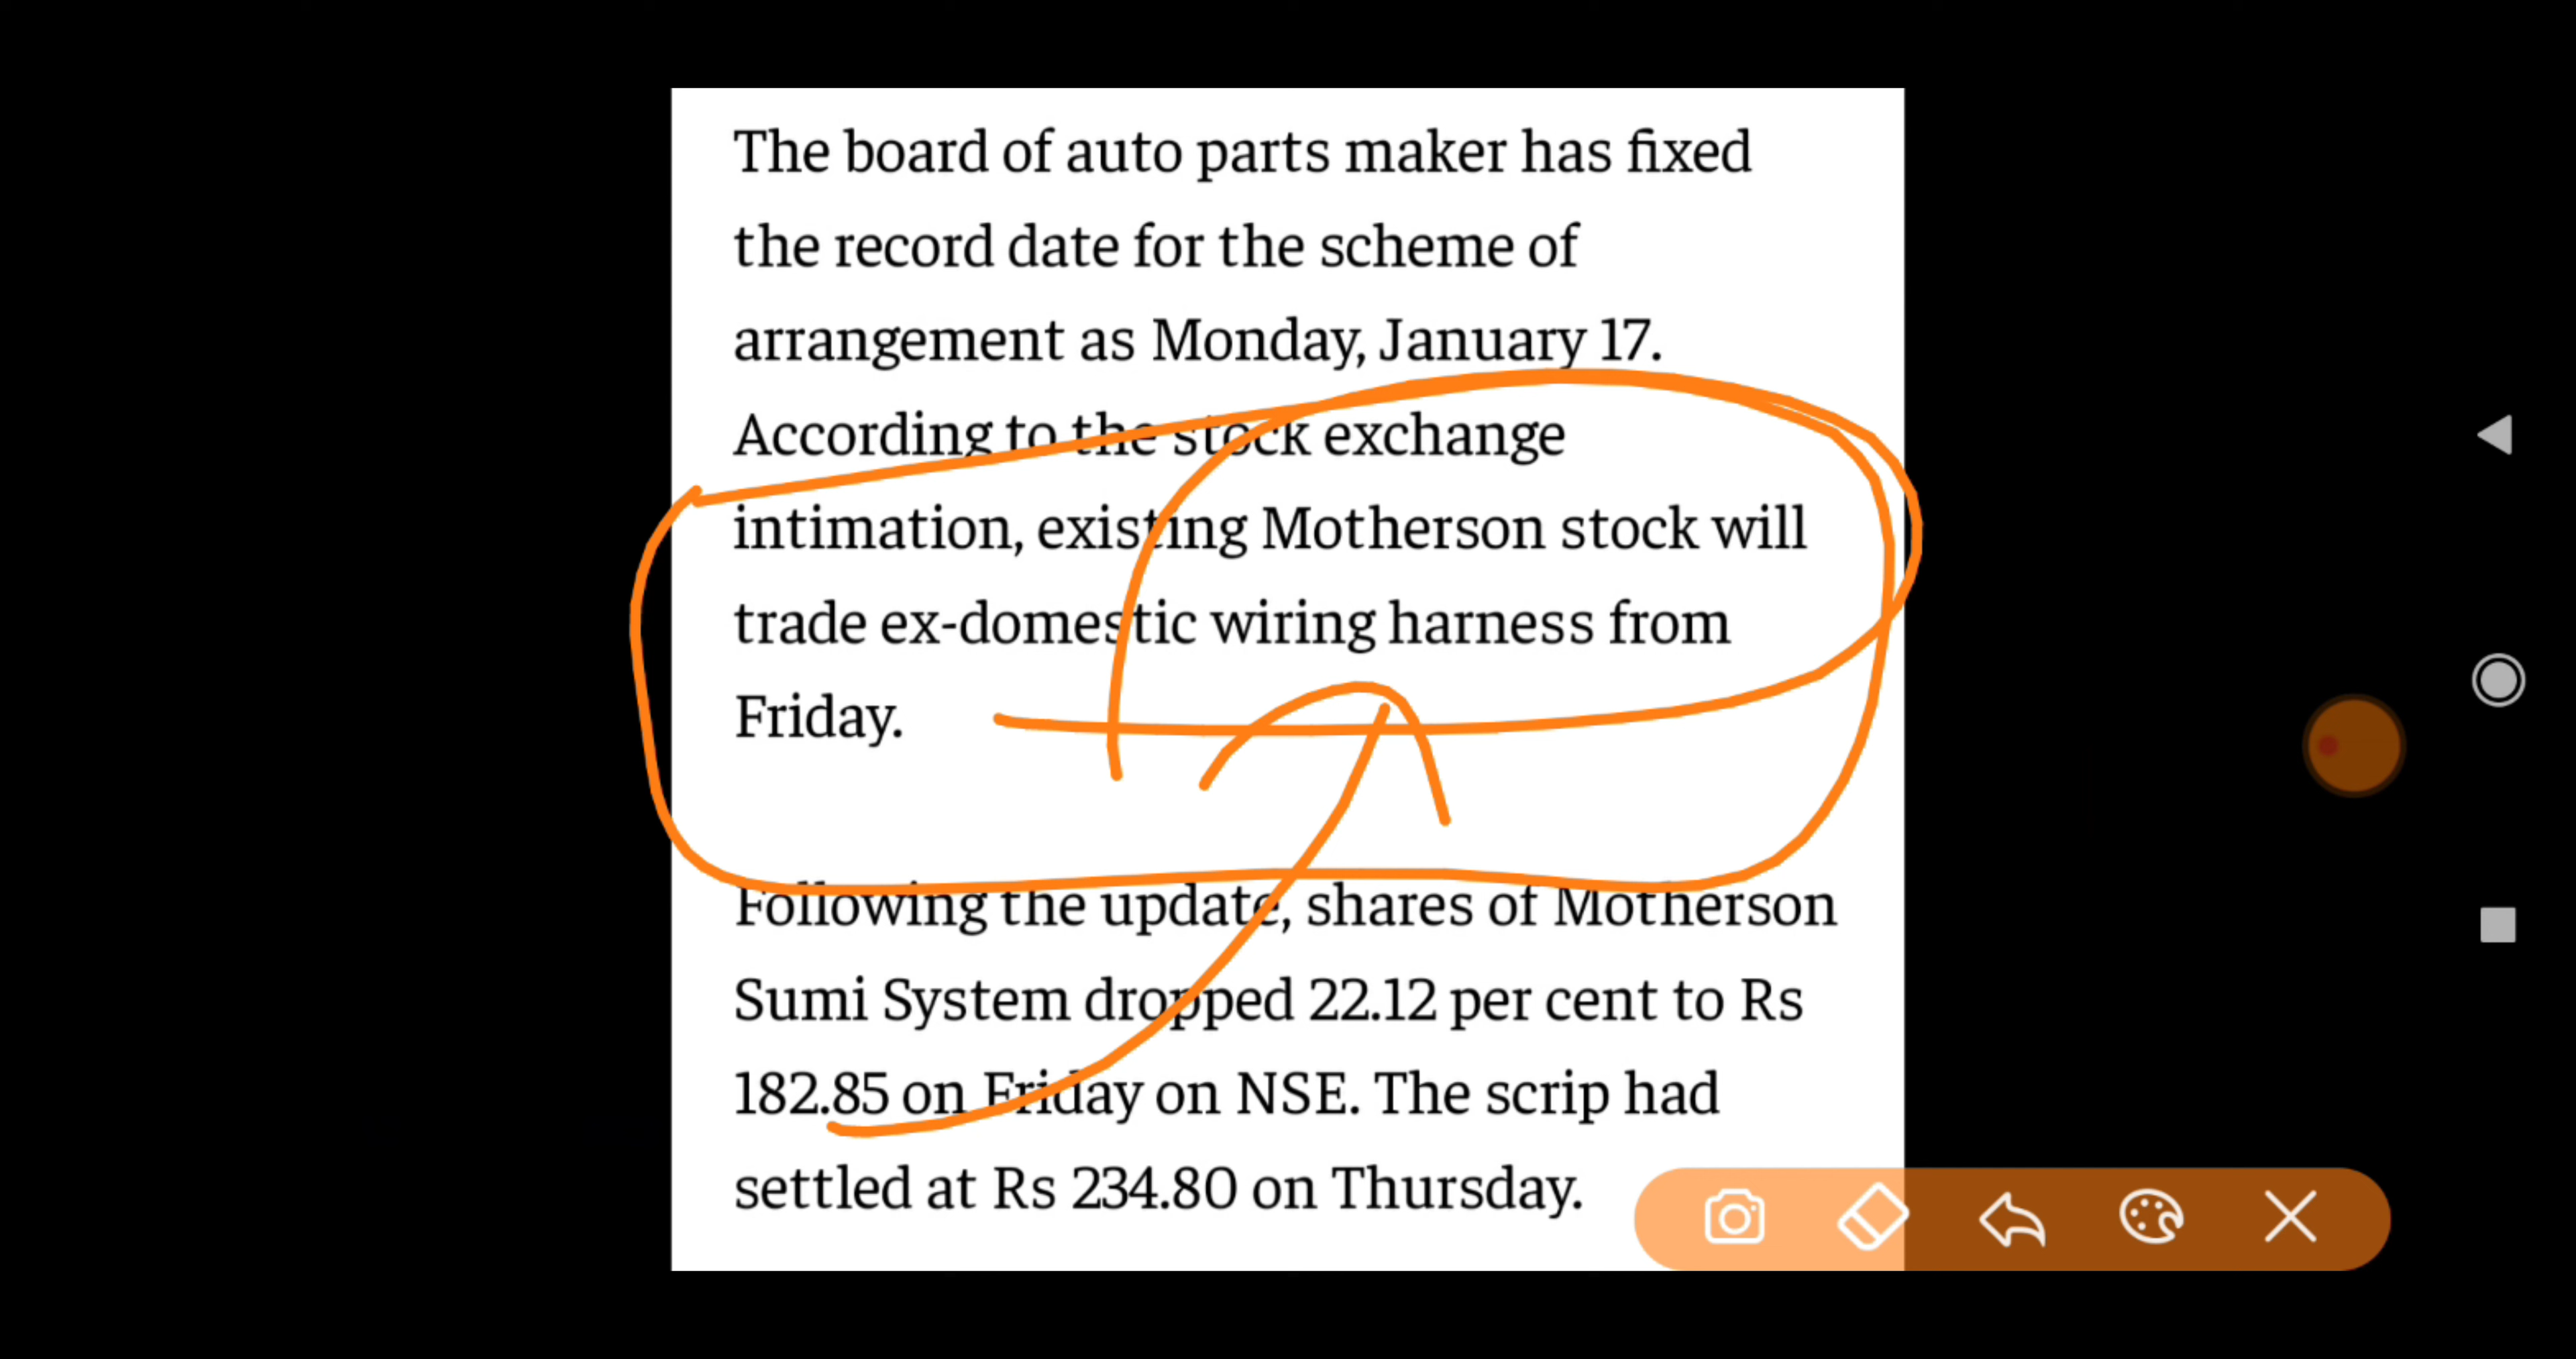 The board of auto parts maker has fixed
the record date for the scheme of
arrangement as Monday, January 17.
According to the stock exchange
intimation, existing Motherson stock will
trade ex-domestic wiring harness from
Friday.
Following the update, shares of Motherson
Sumi System dropped 22.12 per cent to Rs
182.85 on Friday on NSE. The scrip had
settled at Rs 234.80 on Thursday.